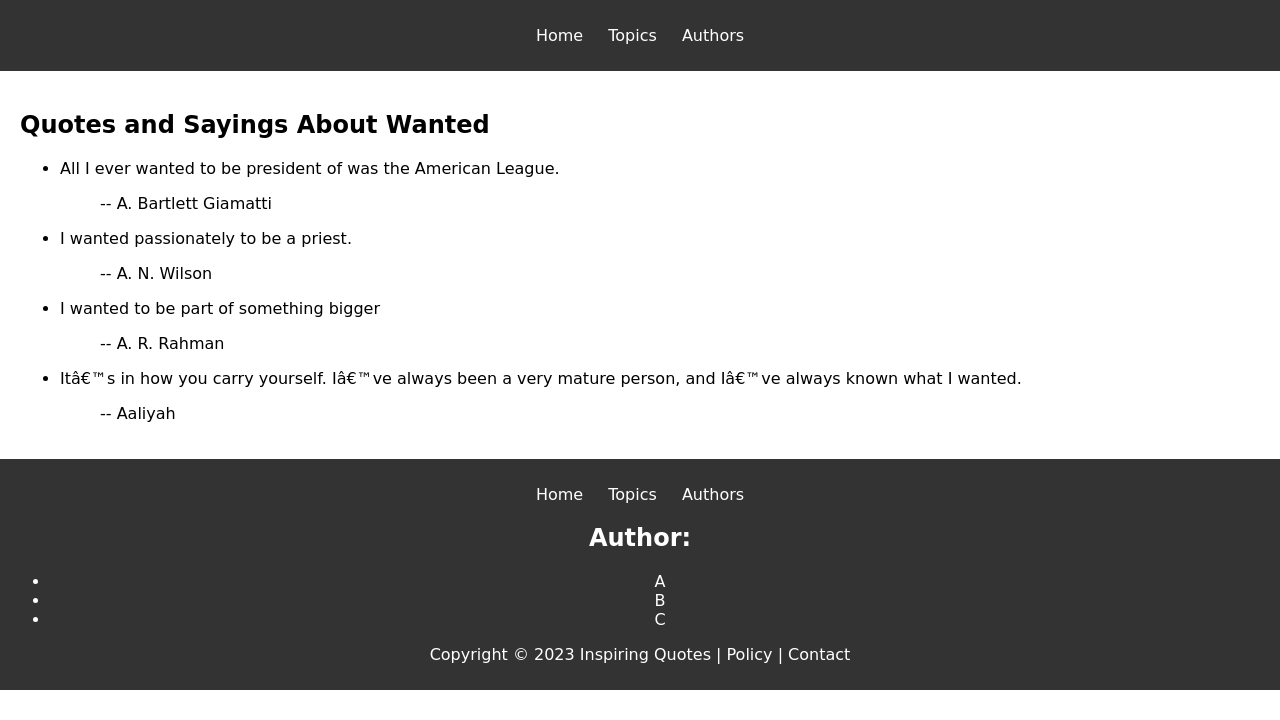 Home Topics Authors
Quotes and Sayings About Wanted
• All I ever wanted to be president of was the American League.
-- A. Bartlett Giamatti
• I wanted passionately to be a priest.
-- A. N. Wilson
• I wanted to be part of something bigger
-- A. R. Rahman
• Itâ€™s in how you carry yourself. Iâ€™ve always been a very mature person, and Iâ€™ve always known what I wanted.
-- Aaliyah
Home Topics Authors
Author:
• A
• B
• C
Copyright © 2023 Inspiring Quotes | Policy | Contact